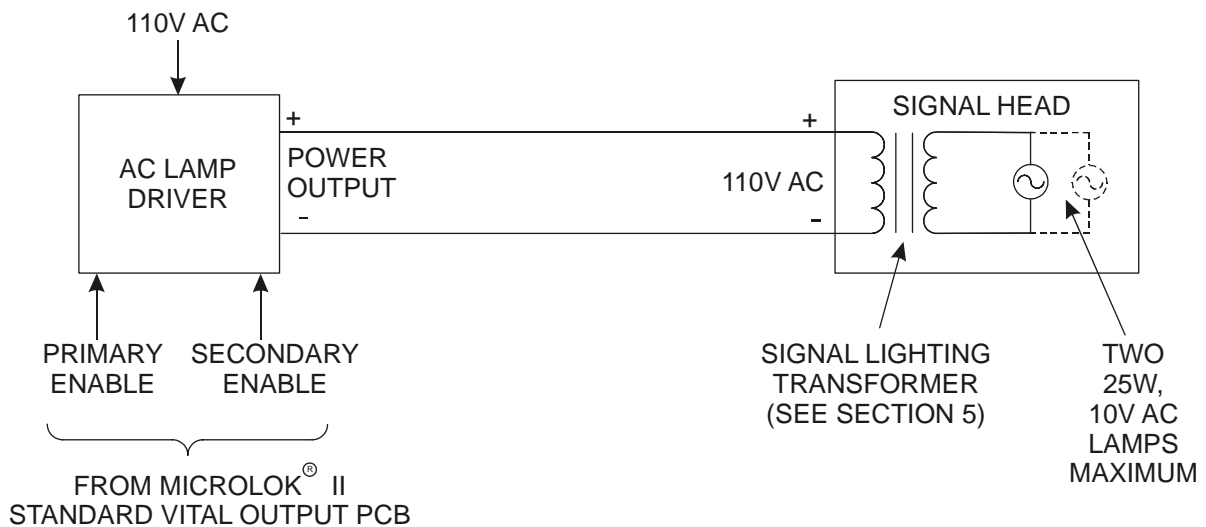 110V AC
AC LAMP
DRIVER
+
POWER
OUTPUT
-
PRIMARY
ENABLE
SECONDARY
ENABLE
FROM MICROLOK® II
STANDARD VITAL OUTPUT PCB
+
110V AC
-
SIGNAL HEAD
SIGNAL LIGHTING
TRANSFORMER
(SEE SECTION 5)
TWO
25W,
10V AC
LAMPS
MAXIMUM